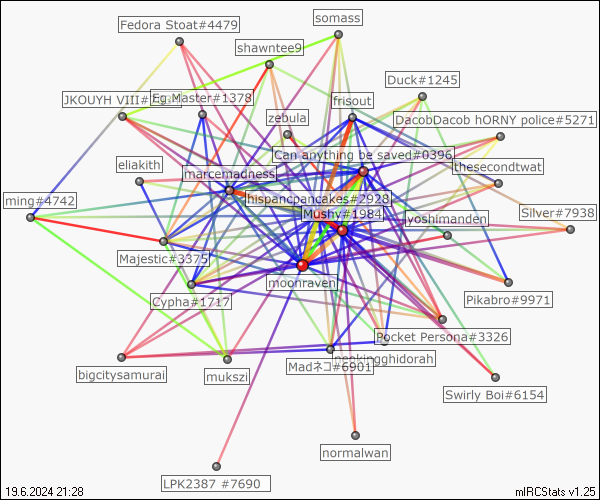 somass
Fedora Stoat#4479
shawntee9
Duck#1245
JKOUYH VIII#
Fg Master#1378
frisout
zebula
DacobDacob hORNY police#5271
Can anything be saved#0396
eliakith
marcemadness
thesecondtwat
hispancpancakes#2928
ming#4742
Mushy#1984
yoshimanden
Silver#7938
Majestic#3375
moonraven
Cypha#1717
Pikabro#9971
Pocket Persona#3326
Madネコ#6901
bigcitysamurai
mukszi
Swirly Boi#6154
normalwan
LPK2387 #7690
19.6.2024 21:28
mIRCStats v1.25